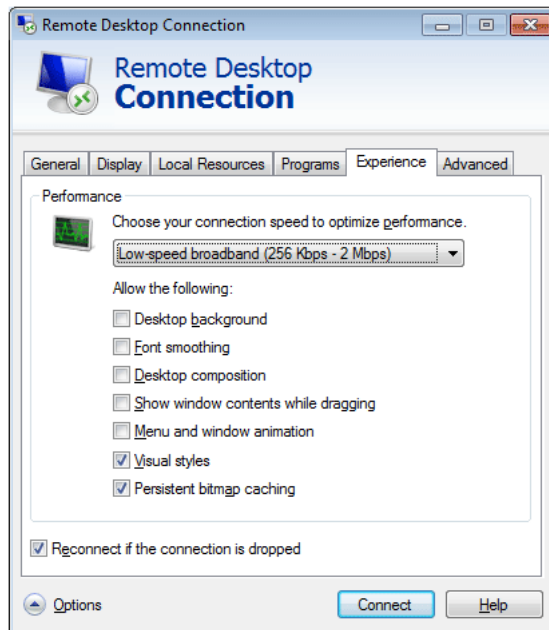 Remote Desktop Connection
Remote Desktop
Connection
General Display Local Resources Programs Experience Advanced
Performance
Choose your connection speed to optimize performance.
Low-speed broadband (256 Kbps - 2 Mbps)
Allow the following:
Desktop background
Font smoothing
Desktop composition
Show window contents while dragging
Menu and window animation
Visual styles
Persistent bitmap caching
Reconnect if the connection is dropped
Options Connect Help